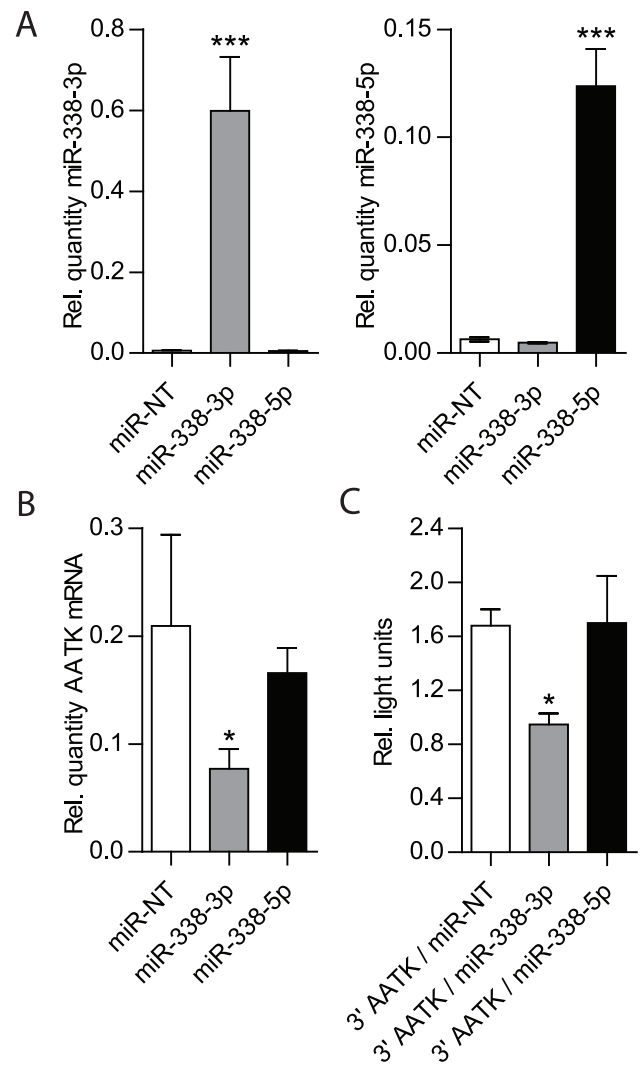 A
Rel. quantity miR-338-3p
0.8
0.6
0.4
0.2
0.0
***
miR-NT
miR-338-3p
miR-338-5p
Rel. quantity miR-338-5p
0.15
0.10
0.05
0.00
***
miR-NT
miR-338-3p
miR-338-5p
B
Rel. quantity AATK mRNA
0.3
0.2
0.1
0.0
*
miR-NT
miR-338-3p
miR-338-5p
C
Rel. light units
2.4
2.0
1.6
1.2
0.8
0.4
0.0
*
3' AATK / miR-NT
3' AATK / miR-338-3p
3' AATK / miR-338-5p